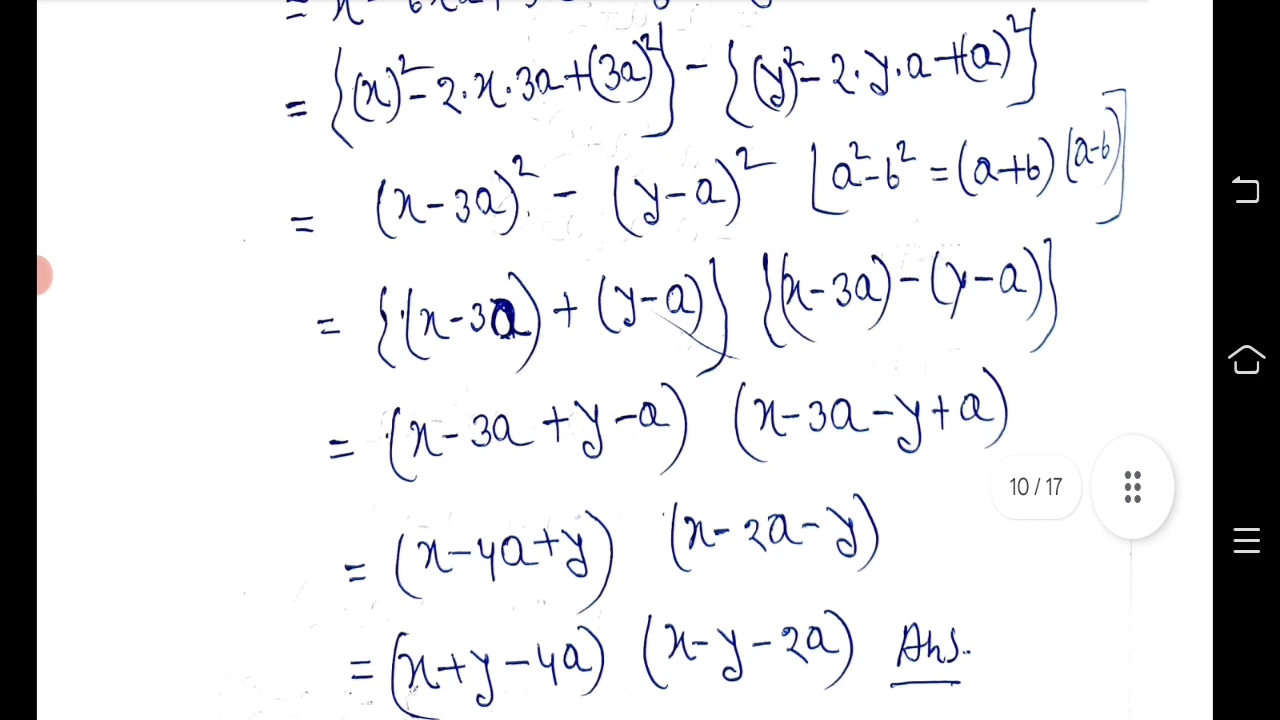 = {(x)²-2·x·3a+(3a)²} - {(y)²-2·y·a+(a)²}
= (x-3a)² - (y-a)² [a²-b² = (a+b) (a-b)]
= {(x-3a) + (y-a)} {(x-3a)-(y-a)}
= (x-3a+y-a) (x-3a-y+a)
10 / 17
= (x-4a+y) (x-2a-y)
= (x+y-4a) (x-y-2a) Ans.